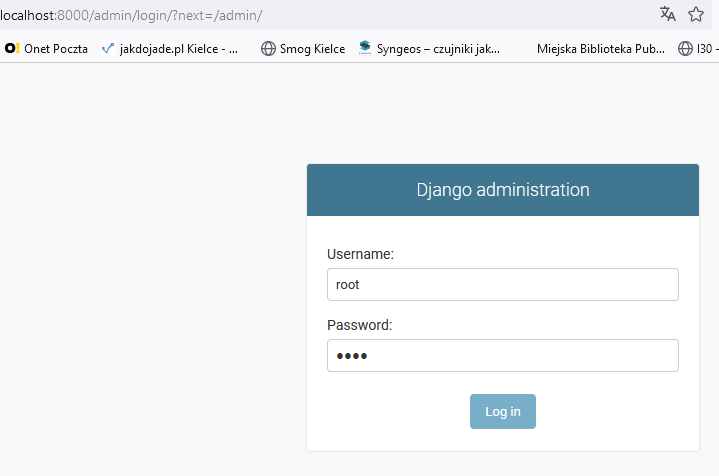 localhost:8000/admin/login/?next=/admin/
Onet Poczta jakdojade.pl Kielce - ... Smog Kielce Syngeos – czujniki jak... Miejska Biblioteka Pub... I30 -
Django administration
Username:
root
Password:
••••
Log in